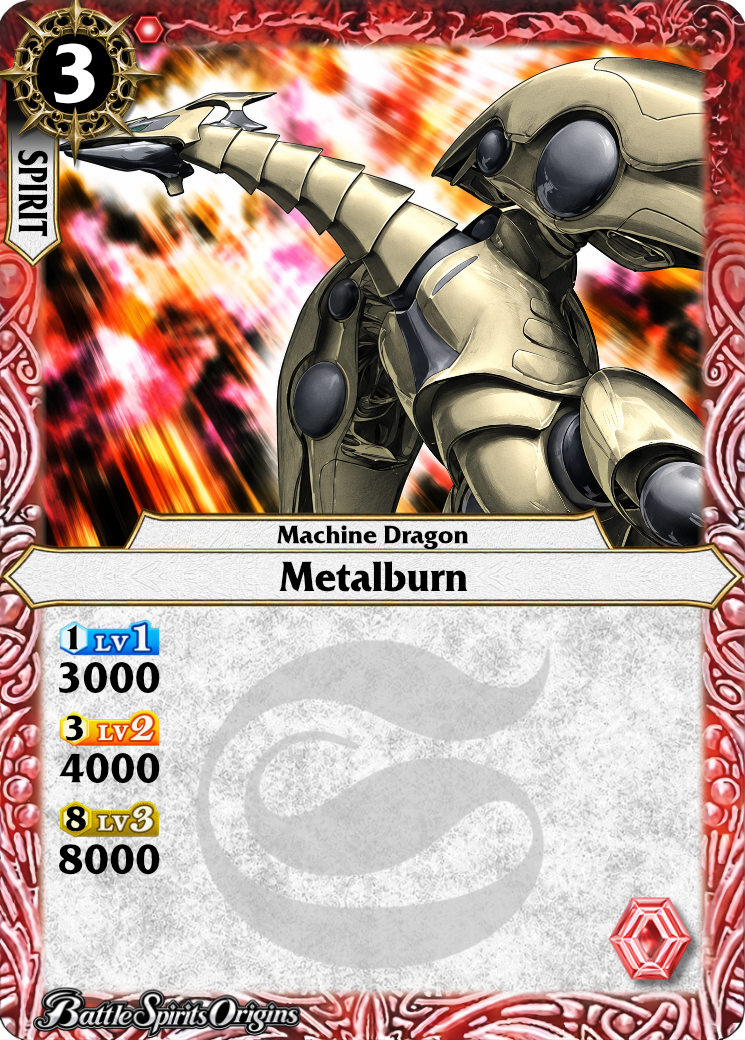 3
SPIRIT
Machine Dragon
Metalburn
1 LV1
3000
3 LV2
4000
8 LV3
8000
Battle Spirits Origins